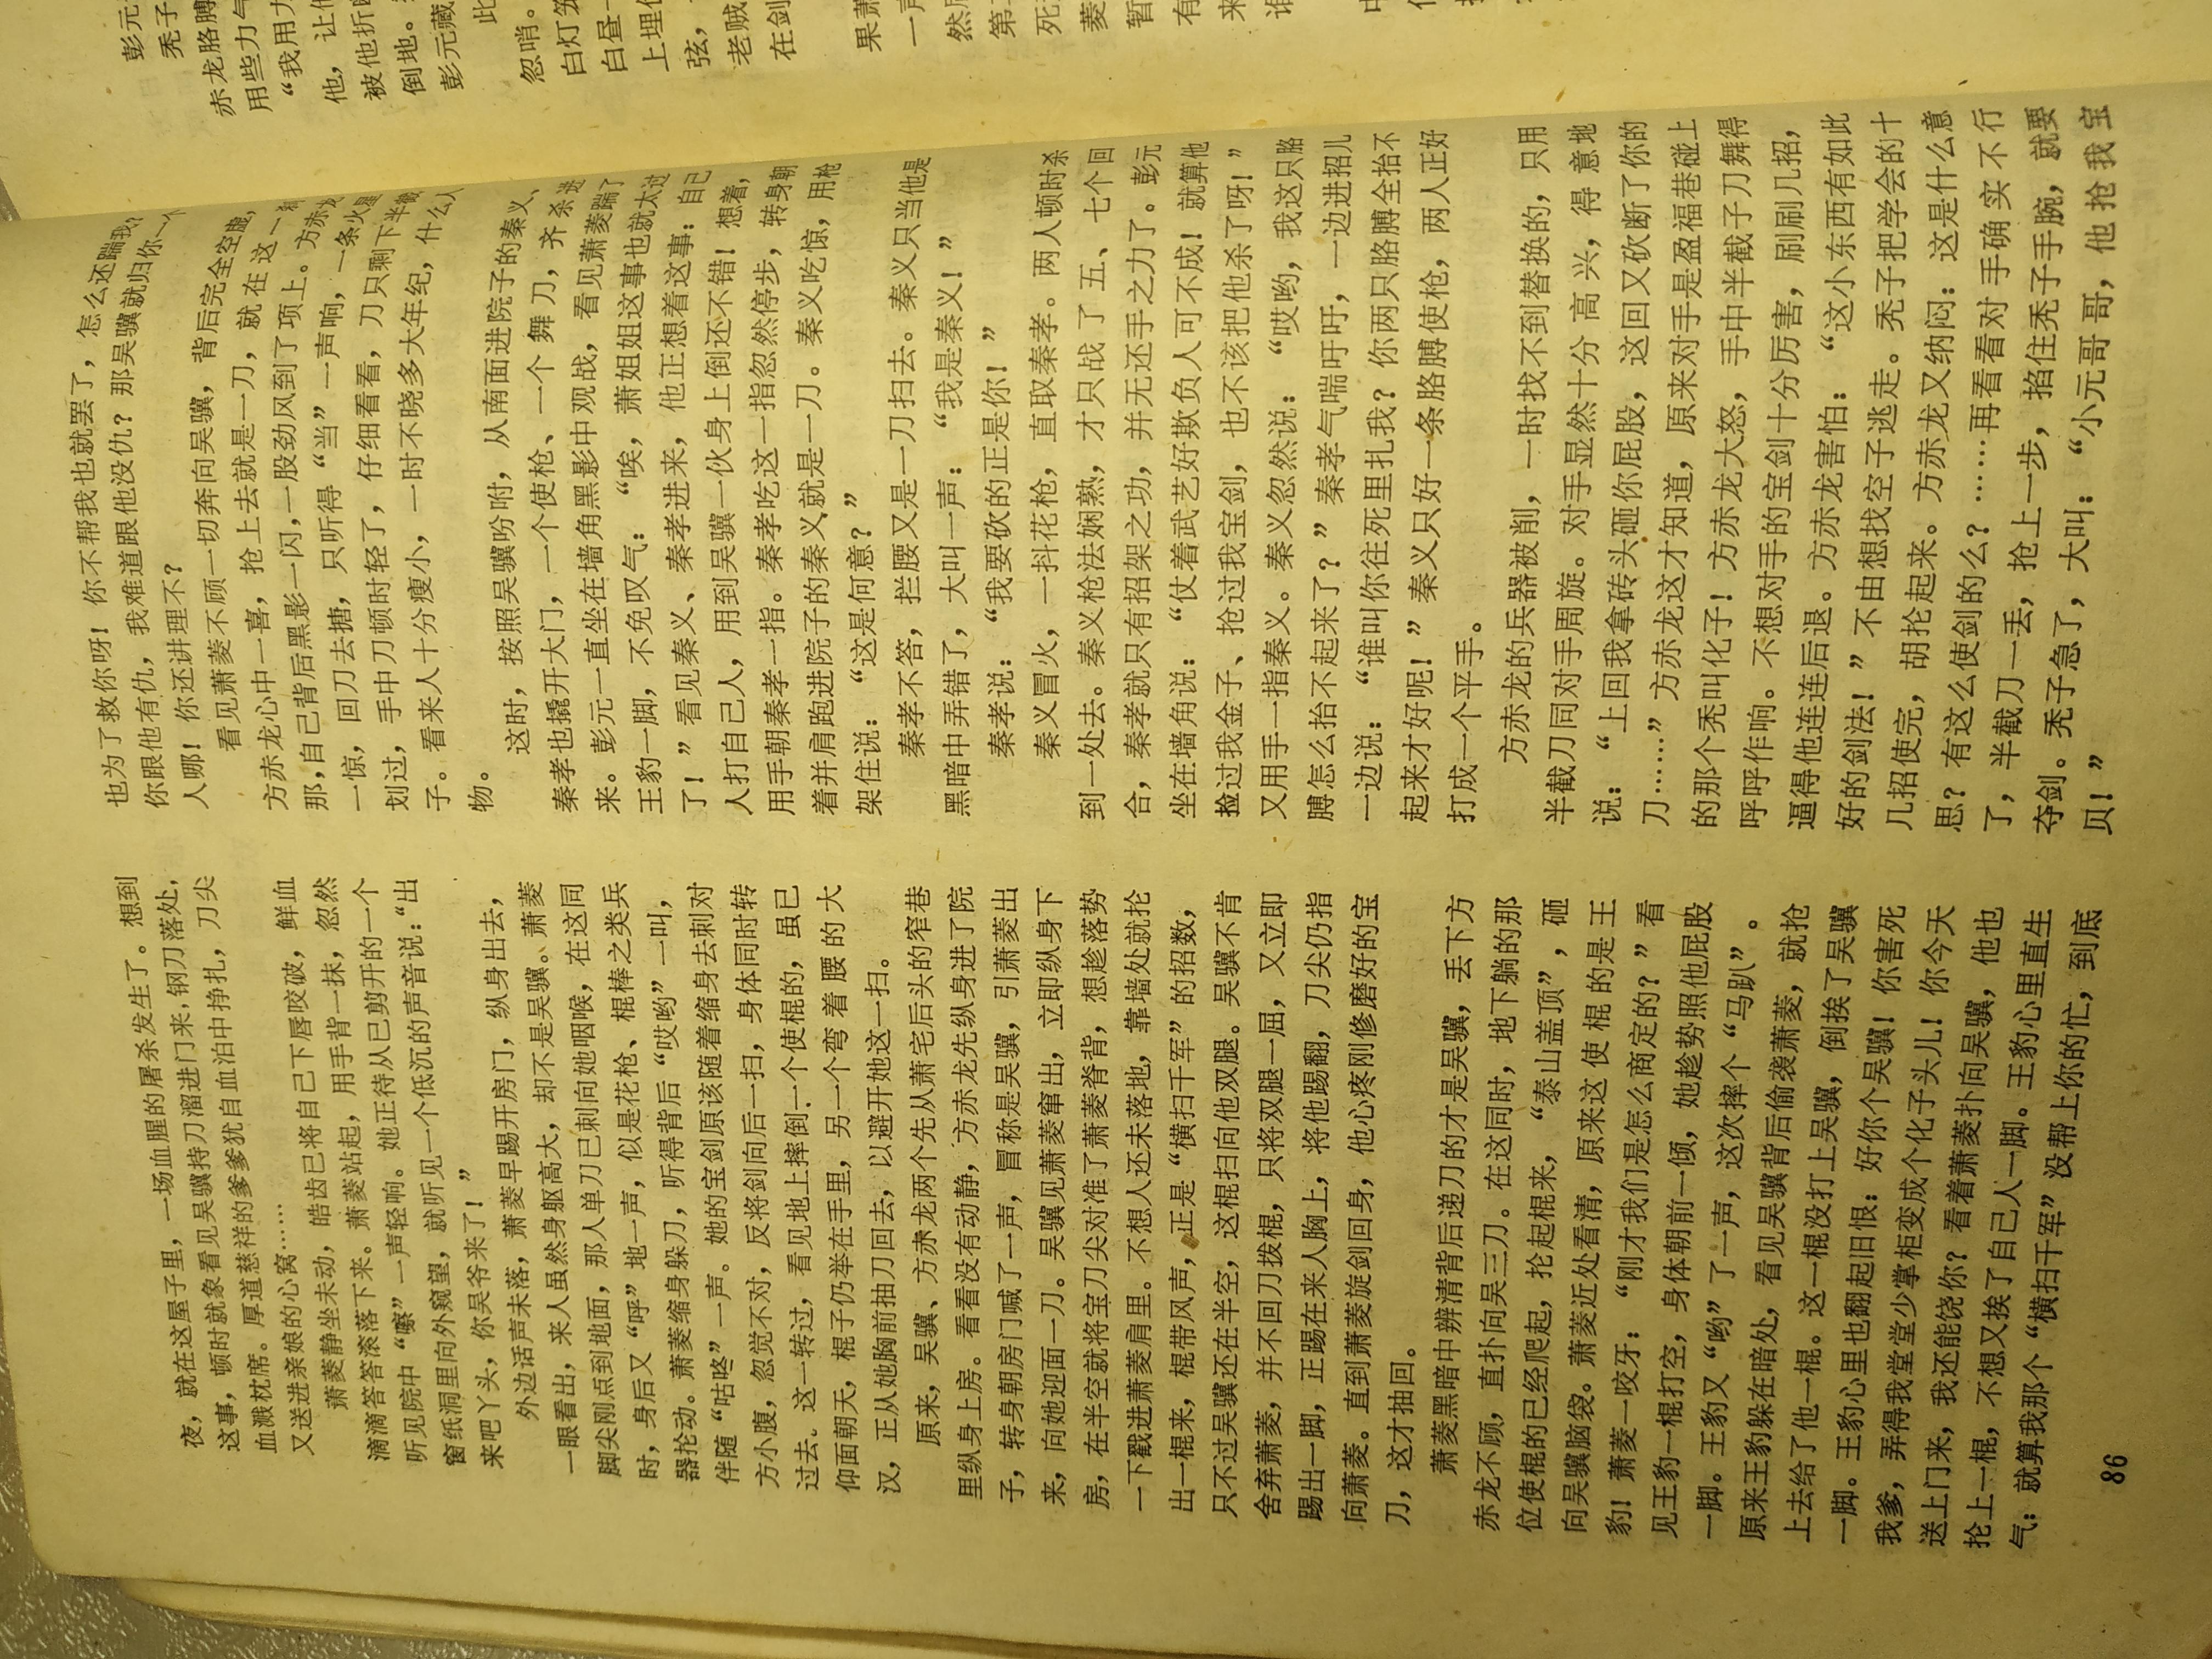 夜，就在这屋子里，一场血腥的屠杀发生了。想到
这事，顿时就象看见吴骥持刀溜进门来，钢刀落处，
血溅枕席。厚道慈祥的爹爹犹自血泊中挣扎，刀尖
又送进亲娘的心窝……
萧菱静坐未动，皓齿已将自己下唇咬破，鲜血
滴滴答答滚落下来。萧菱站起，用手背一抹，忽然
听见院中“嚓”一声轻响。她正待从已剪开的一个
窗纸洞里向外窥望，就听见一个低沉的声音说：“出
来吧丫头，你吴爷来了！”
外边话声未落，萧菱早踢开房门，纵身出去，
一眼看出，来人虽然身躯高大，却不是吴骥。萧菱
脚尖刚点到地面，那人单刀已刺向她咽喉，在这同
时，身后又“呼”地一声，似是花枪、棍棒之类兵
器抡动。萧菱缩身躲刀，听得背后“哎哟”一叫，
伴随“咕咚”一声。她的宝剑原该随着缩身去刺对
方小腹，忽觉不对，反将剑向后一扫，身体同时转
过去。这一转过，看见地上摔倒一个使棍的，虽已
仰面朝天，棍子仍举在手里，另一个弯着腰的大
汉，正从她胸前抽刀回去，以避开她这一扫。
原来，吴骥、方赤龙两个先从萧宅后头的窄巷
里纵身上房。看看没有动静，方赤龙先纵身进了院
子，转身朝房门喊了一声，冒称是吴骥，引萧菱出
来，向她迎面一刀。吴骥见萧菱窜出，立即纵身下
房，在半空就将宝刀尖对准了萧菱脊背，想趁落势
一下戳进萧菱肩里。不想人还未落地，靠墙处就抡
出一棍来，棍带风声，正是“横扫千军”的招数，
只不过吴骥还在半空，这棍扫向他双腿。吴骥不肯
舍弃萧菱，并不回刀拨棍，只将双腿一屈，又立即
踢出一脚，正踢在来人胸上，将他踢翻，刀尖仍指
向萧菱。直到萧菱旋剑回身，他心疼刚修磨好的宝
刀，这才抽回。
萧菱黑暗中辨清背后递刀的才是吴骥，丢下方
赤龙不顾，直扑向吴三刀。在这同时，地下躺的那
位使棍的已经爬起，抡起棍来，“泰山盖顶”，砸
向吴骥脑袋。萧菱近处看清，原来这使棍的是王
豹！萧菱一咬牙：“刚才我们是怎么商定的？”看
见王豹一棍打空，身体朝前一倾，她趁势照他屁股
一脚。王豹又“哟”了一声，这次摔个“马趴”。
原来王豹躲在暗处，看见吴骥背后偷袭萧菱，就抢
上去给了他一棍。这一棍没打上吴骥，倒挨了吴骥
一脚。王豹心里也翻起旧恨：好你个吴骥！你害死
我爹，弄得我堂堂少掌柜变成个化子头儿！你今天
送上门来，我还能饶你？看着萧菱扑向吴骥，他也
抡上一棍，不想又挨了自己人一脚。王豹心里直生
气：就算我那个“横扫千军”没帮上你的忙，到底
86
也为了救你呀！你不帮我也就罢了，怎么还踹我？
你跟他有仇，我难道跟他没仇？那吴骥就归你一个
人哪！你还讲理不？
看见萧菱不顾一切奔向吴骥，背后完全空虚，
方赤龙心中一喜，抢上去就是一刀，就在这一刹
那，自己背后黑影一闪，一股劲风到了项上。方赤龙
一惊，回刀去搪，只听得“当”一声响，一条火星
划过，手中刀顿时轻了，仔细看看，刀只剩下半截
子。看来人十分瘦小，一时不晓多大年纪，什么人
物。
这时，按照吴骥吩咐，从南面进院子的秦义、
秦孝也撬开大门，一个使枪、一个舞刀，齐杀进
来。彭元一直坐在墙角黑影中观战，看见萧菱踹了
王豹一脚，不免叹气：“唉，萧姐姐这事也就太过
了！”看见秦义、秦孝进来，他正想着这事：自己
人打自己人，用到吴骥一伙身上倒还不错！想着，
用手朝秦孝一指。秦孝吃这一指忽然停步，转身朝
着并肩跑进院子的秦义就是一刀。秦义吃惊，用枪
架住说：“这是何意？”
秦孝不答，拦腰又是一刀扫去。秦义只当他是
黑暗中弄错了，大叫一声：“我是秦义！”
秦孝说：“我要砍的正是你！”
秦义冒火，一抖花枪，直取秦孝。两人顿时杀
到一处去。秦义枪法娴熟，才只战了五、七个回
合，秦孝就只有招架之功，并无还手之力了。彭元
坐在墙角说：“仗着武艺好欺负人可不成！就算他
捡过我金子、抢过我宝剑，也不该把他杀了呀！”
又用手一指秦义。秦义忽然说：“哎哟，我这只胳
膊怎么抬不起来了？”秦孝气喘吁吁，一边进招儿
一边说：“谁叫你往死里扎我？你两只胳膊全抬不
起来才好呢！”秦义只好一条胳膊使枪，两人正好
打成一个平手。
方赤龙的兵器被削，一时找不到替换的，只用
半截刀同对手周旋。对手显然十分高兴，得意地
说：“上回我拿砖头砸你屁股，这回又砍断了你的
刀……”方赤龙这才知道，原来对手是盈福巷碰上
的那个秃叫化子！方赤龙大怒，手中半截子刀舞得
呼呼作响。不想对手的宝剑十分厉害，刷刷几招，
逼得他连连后退。方赤龙害怕：“这小东西有如此
好的剑法！”不由想找空子逃走。秃子把学会的十
几招使完，胡抡起来。方赤龙又纳闷：这是什么意
思？有这么使剑的么？……再看看对手确实不行
了，半截刀一丢，抢上一步，掐住秃子手腕，就要
夺剑。秃子急了，大叫：“小元哥哥，他抢我宝
贝！”
彭元
秃子
赤龙胳膊
用些力气
“我用力
他，让他
被他折断
倒地。
彭元藏
此
忽哨。
白灯笼
白昼一
上埋伏
弦，
老贼
在剑
果萧
一声
然后
第
死
菱
暂
有
来
谁